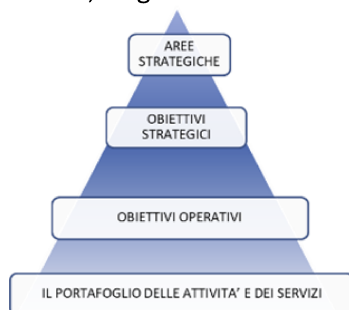 AREE
STRATEGICHE
OBIETTIVI
STRATEGICI
OBIETTIVI OPERATIVI
IL PORTAFOGLIO DELLE ATTIVITA’ E DEI SERVIZI